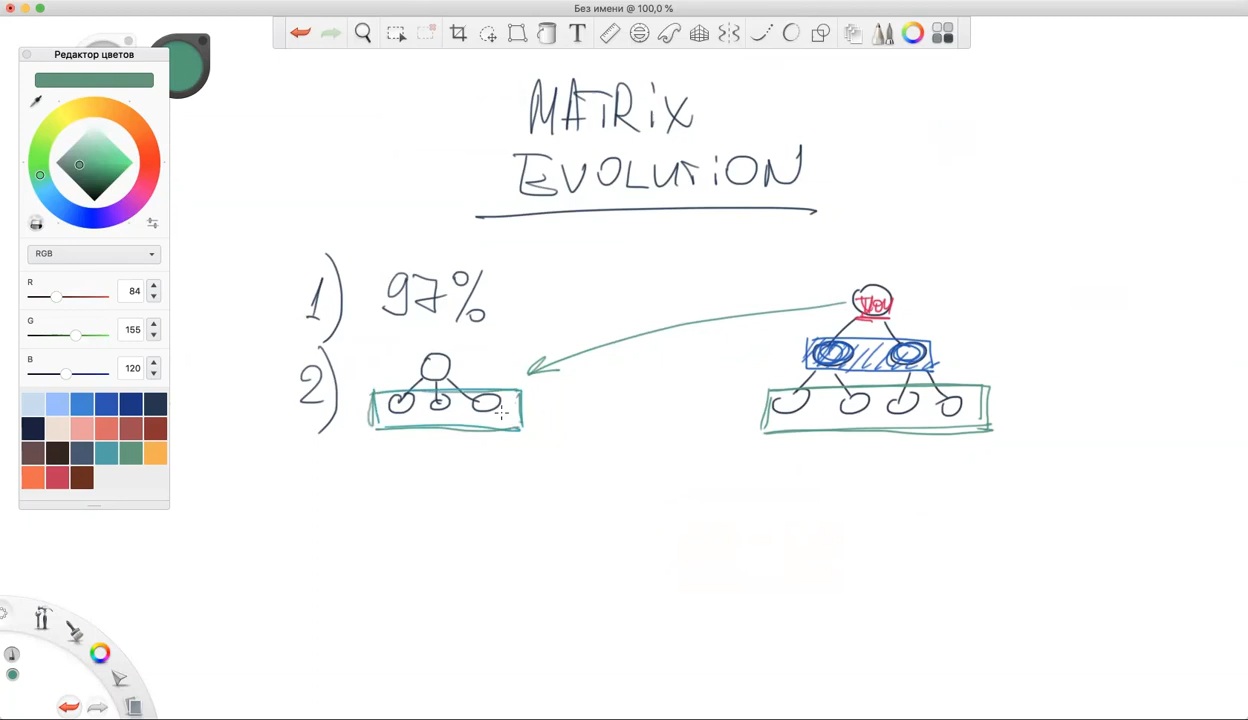 Без имени @ 100,0 %
Редактор цветов
RGB
R 84
G 155
B 120
MATRiX
EVOLUTiON
1) 97%
2)
You